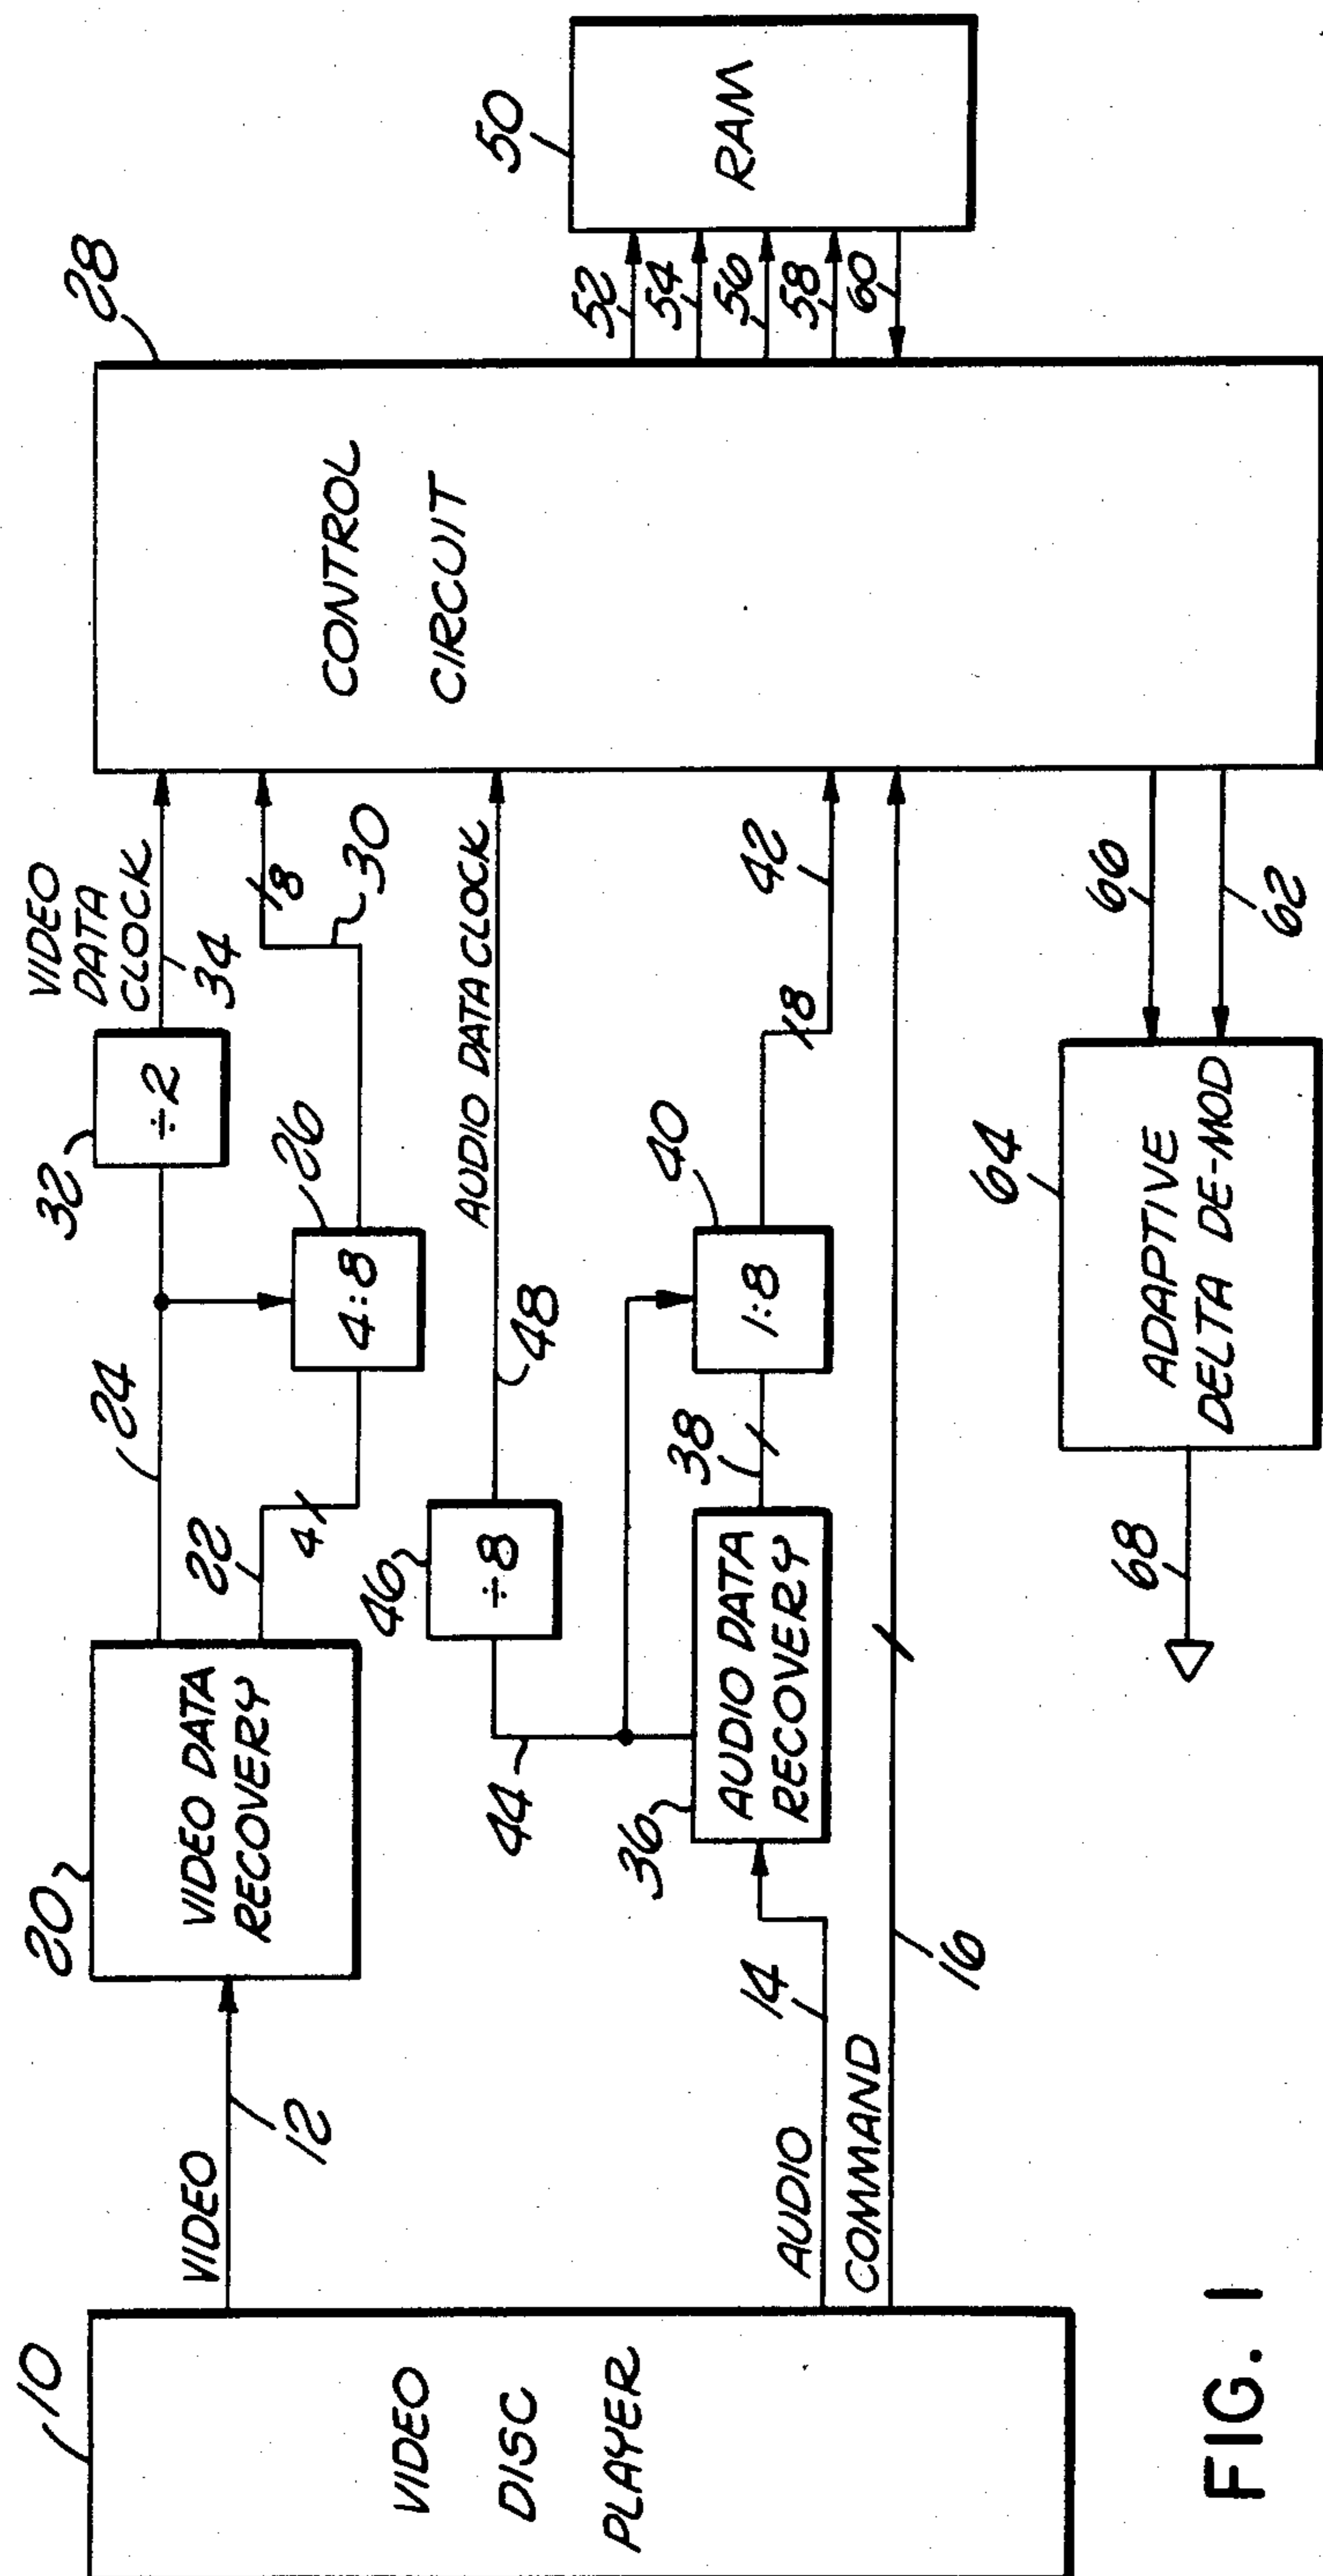 10
VIDEO
DISC
PLAYER
VIDEO
12
AUDIO
14
COMMAND
16
20
VIDEO DATA
RECOVERY
22
4
24
4:8
26
32
÷2
VIDEO
DATA
CLOCK
34
8
30
36
AUDIO DATA
RECOVERY
44
46
÷8
48
AUDIO DATA CLOCK
38
1:8
40
8
42
28
CONTROL
CIRCUIT
52
54
56
58
60
50
RAM
66
62
64
ADAPTIVE
DELTA DE-MOD
68
FIG. 1